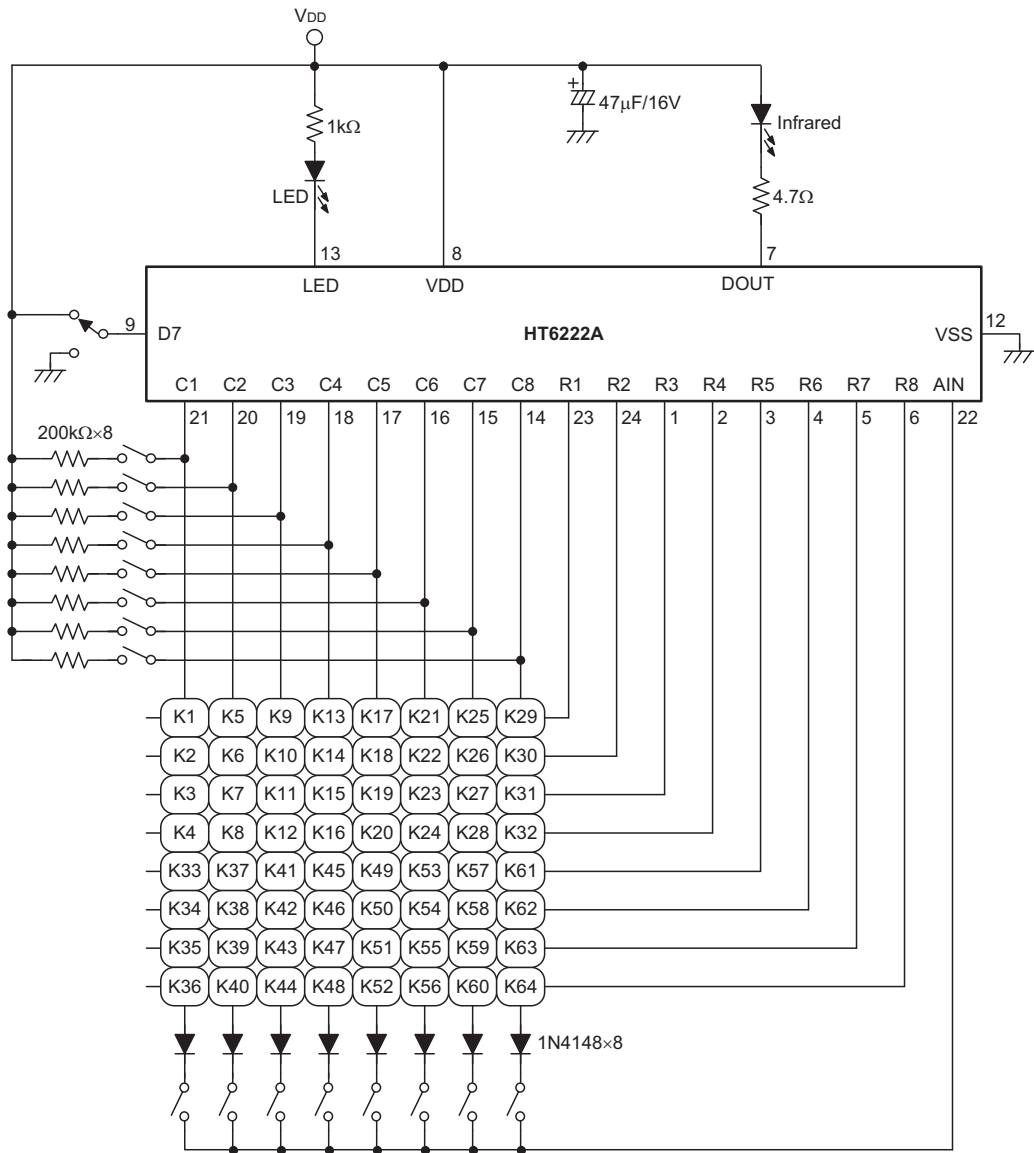 VDD
47μF/16V
1kΩ
Infrared
LED
4.7Ω
13 8 7
LED VDD DOUT
9 D7 HT6222A VSS 12
C1 C2 C3 C4 C5 C6 C7 C8 R1 R2 R3 R4 R5 R6 R7 R8 AIN
21 20 19 18 17 16 15 14 23 24 1 2 3 4 5 6 22
200kΩ×8
K1 K5 K9 K13 K17 K21 K25 K29
K2 K6 K10 K14 K18 K22 K26 K30
K3 K7 K11 K15 K19 K23 K27 K31
K4 K8 K12 K16 K20 K24 K28 K32
K33 K37 K41 K45 K49 K53 K57 K61
K34 K38 K42 K46 K50 K54 K58 K62
K35 K39 K43 K47 K51 K55 K59 K63
K36 K40 K44 K48 K52 K56 K60 K64
1N4148×8